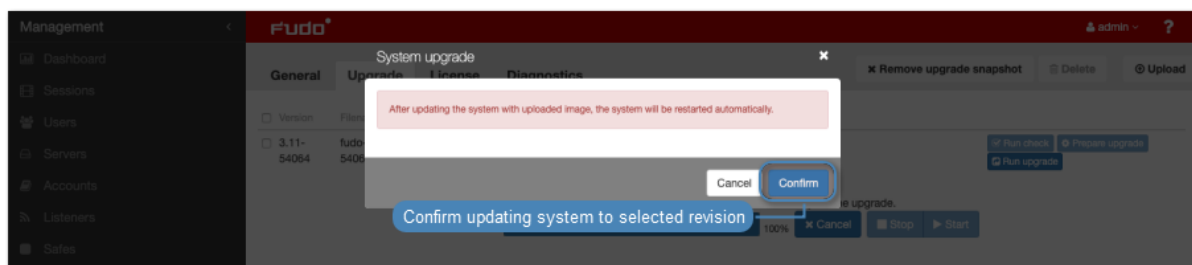 Management
Fudo
admin
?
Dashboard
System upgrade
General
Upgrade
License
Diagnostics
Remove upgrade snapshot
Delete
Upload
Sessions
After updating the system with uploaded image, the system will be restarted automatically.
Users
Version
3.11-
54064
fudo-
5406
Run check
Prepare upgrade
Run upgrade
Servers
Accounts
Cancel
Confirm
Listeners
Confirm updating system to selected revision
e upgrade.
100%
Cancel
Stop
Start
Safes